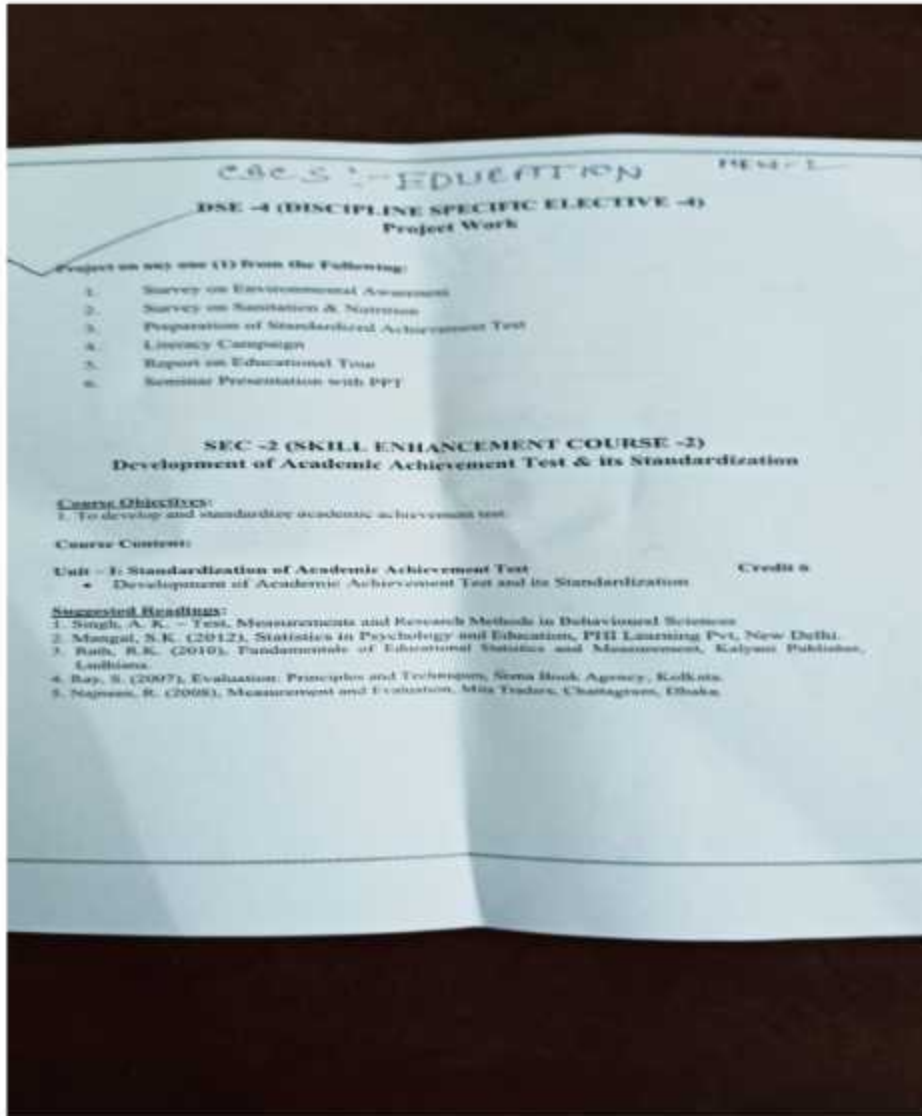 CBCS :- EDUCATION
DSE -4 (DISCIPLINE SPECIFIC ELECTIVE -4)
Project Work
Project on any one (1) from the Following:
1. Survey on Environmental Awareness
2. Survey on Sanitation & Nutrition
3. Preparation of Standardized Achievement Test
4. Literacy Campaign
5. Report on Educational Tour
6. Seminar Presentation with PPT
SEC -2 (SKILL ENHANCEMENT COURSE -2)
Development of Academic Achievement Test & its Standardization
Course Objectives:
1. To develop and standardize academic achievement test
Course Content:
Unit – I: Standardization of Academic Achievement Test Credit 6
• Development of Academic Achievement Test and its Standardization
Suggested Readings:
1. Singh, A. K. – Test, Measurements and Research Methods in Behavioural Sciences
2. Mangal, S.K. (2012), Statistics in Psychology and Education, PHI Learning Pvt, New Delhi.
3. Rath, R.K. (2010), Fundamentals of Educational Statistics and Measurement, Kalyani Publisher,
Ludhiana.
4. Ray, S. (2007), Evaluation: Principles and Techniques, Soma Book Agency, Kolkata.
5. R. (2008), Measurement and Evaluation, Mita Traders, Chattagram, Dhaka.